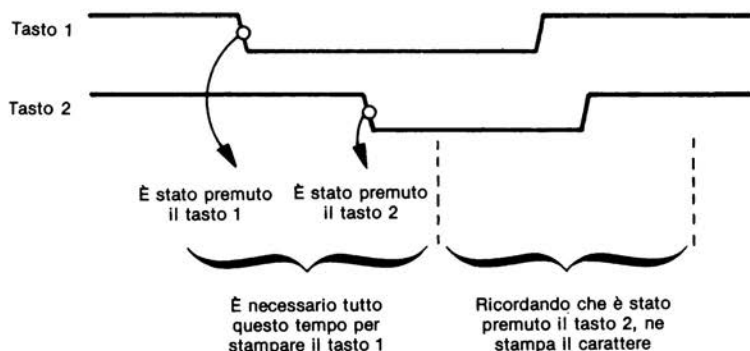 Tasto 1
Tasto 2
È stato premuto
il tasto 1
È stato premuto
il tasto 2
È necessario tutto
questo tempo per
stampare il tasto 1
Ricordando che è stato
premuto il tasto 2, ne
stampa il carattere